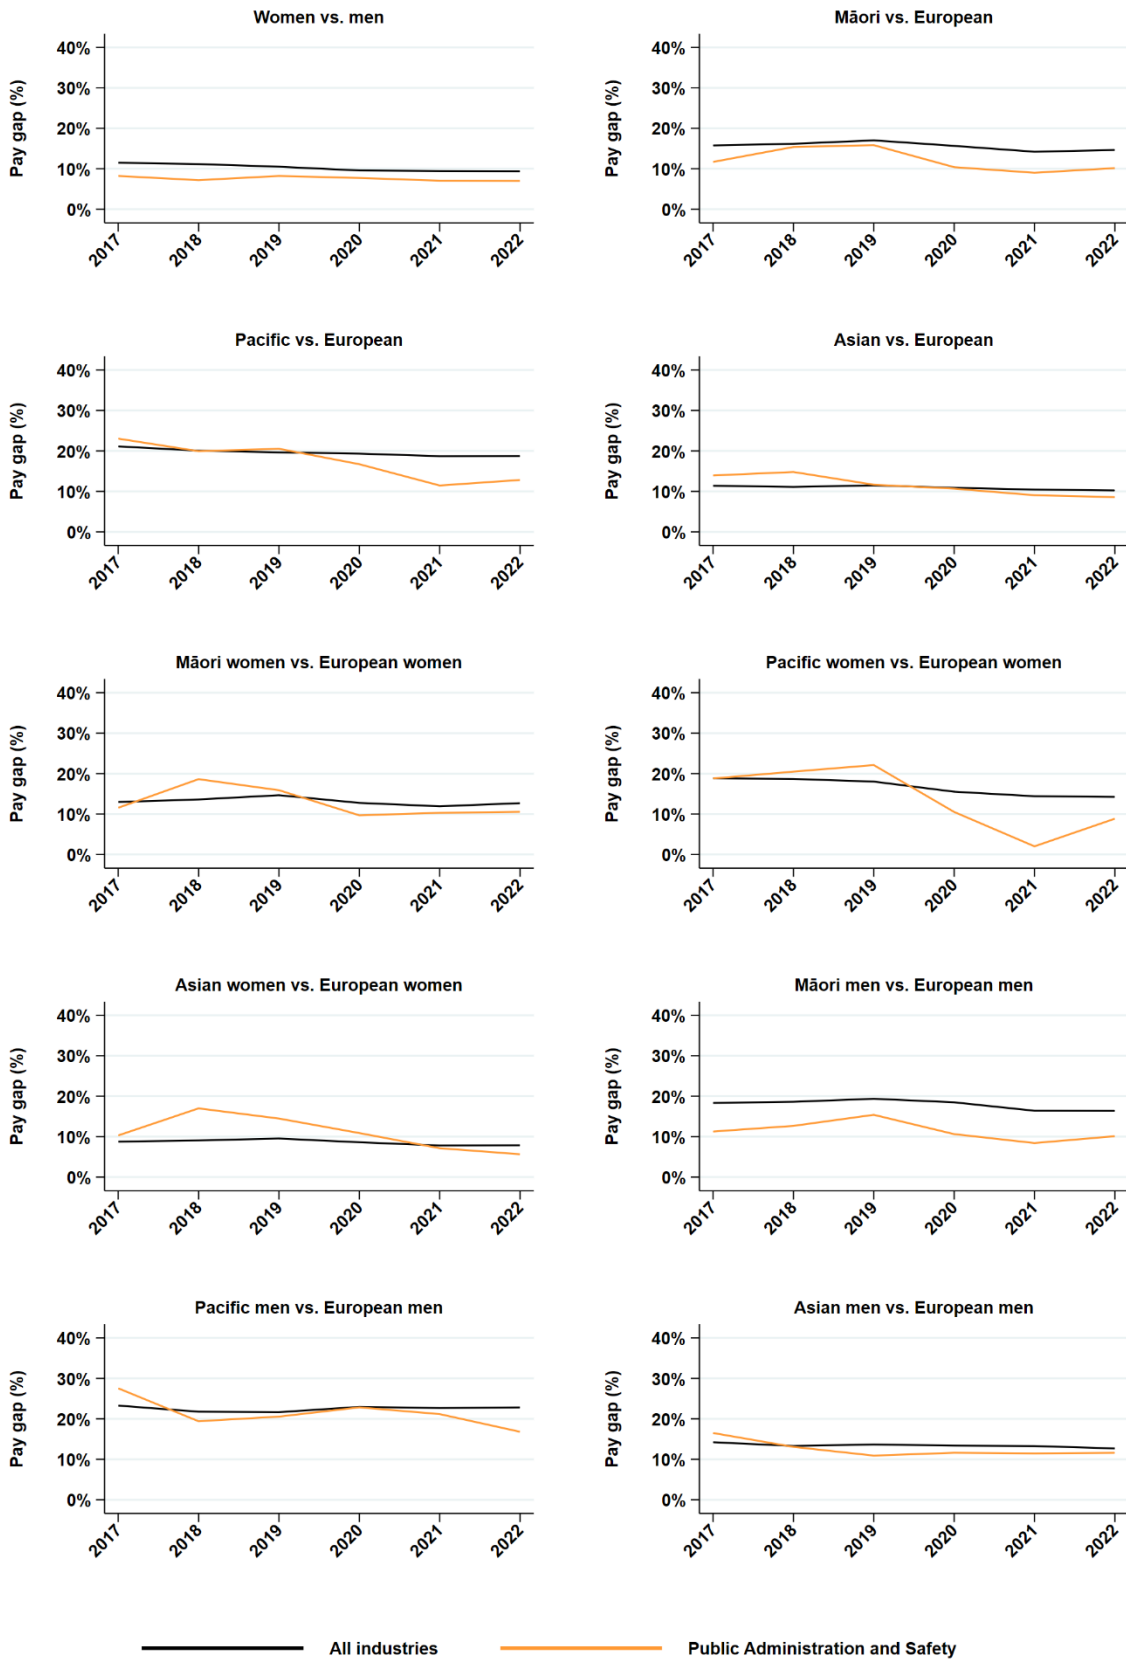 Women vs. men
Pay gap (%)
40%
30%
20%
10%
0%
2017 2018 2019 2020 2021 2022
Māori vs. European
Pay gap (%)
40%
30%
20%
10%
0%
2017 2018 2019 2020 2021 2022
Pacific vs. European
Pay gap (%)
40%
30%
20%
10%
0%
2017 2018 2019 2020 2021 2022
Asian vs. European
Pay gap (%)
40%
30%
20%
10%
0%
2017 2018 2019 2020 2021 2022
Māori women vs. European women
Pay gap (%)
40%
30%
20%
10%
0%
2017 2018 2019 2020 2021 2022
Pacific women vs. European women
Pay gap (%)
40%
30%
20%
10%
0%
2017 2018 2019 2020 2021 2022
Asian women vs. European women
Pay gap (%)
40%
30%
20%
10%
0%
2017 2018 2019 2020 2021 2022
Māori men vs. European men
Pay gap (%)
40%
30%
20%
10%
0%
2017 2018 2019 2020 2021 2022
Pacific men vs. European men
Pay gap (%)
40%
30%
20%
10%
0%
2017 2018 2019 2020 2021 2022
Asian men vs. European men
Pay gap (%)
40%
30%
20%
10%
0%
2017 2018 2019 2020 2021 2022
All industries
Public Administration and Safety